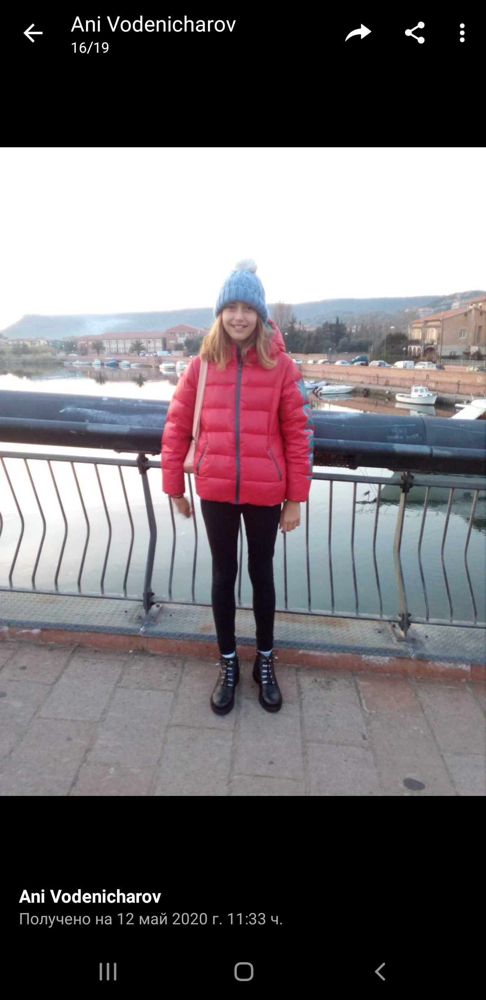 Ani Vodenicharov
16/19
Ani Vodenicharov
Получено на 12 май 2020 г. 11:33 ч.